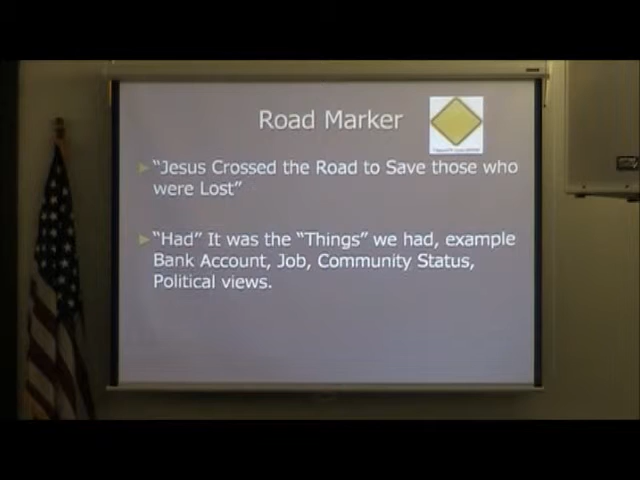 Road Marker
"Jesus Crossed the Road to Save those who
were Lost"
"Had" It was the "Things" we had, example
Bank Account, Job, Community Status,
Political views.